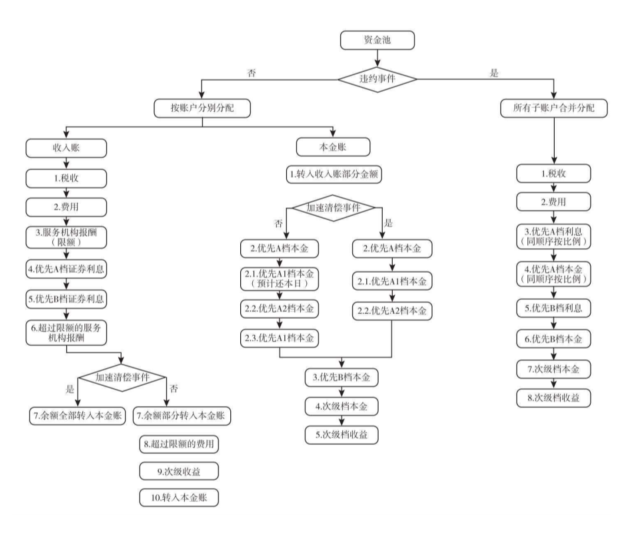 资金池
违约事件
否
是
按账户分别分配
所有子账户合并分配
收入账
1.税收
2.费用
3.服务机构报酬
(限额)
4.优先A档证券利息
5.优先B档证券利息
6.超过限额的服务
机构报酬
加速清偿事件
是
否
7.余额全部转入本金账
7.余额部分转入本金账
8.超过限额的费用
9.次级收益
10.转入本金账
本金账
1.转入收入账部分金额
加速清偿事件
否
是
2.优先A档本金
2.1.优先A1档本金
(预计还本日)
2.2.优先A2档本金
2.3.优先A1档本金
2.优先A档本金
2.1.优先A1档本金
2.2.优先A2档本金
3.优先B档本金
4.次级档本金
5.次级档收益
1.税收
2.费用
3.优先A档利息
(同顺序按比例)
4.优先A档本金
(同顺序按比例)
5.优先B档利息
6.优先B档本金
7.次级档本金
8.次级档收益